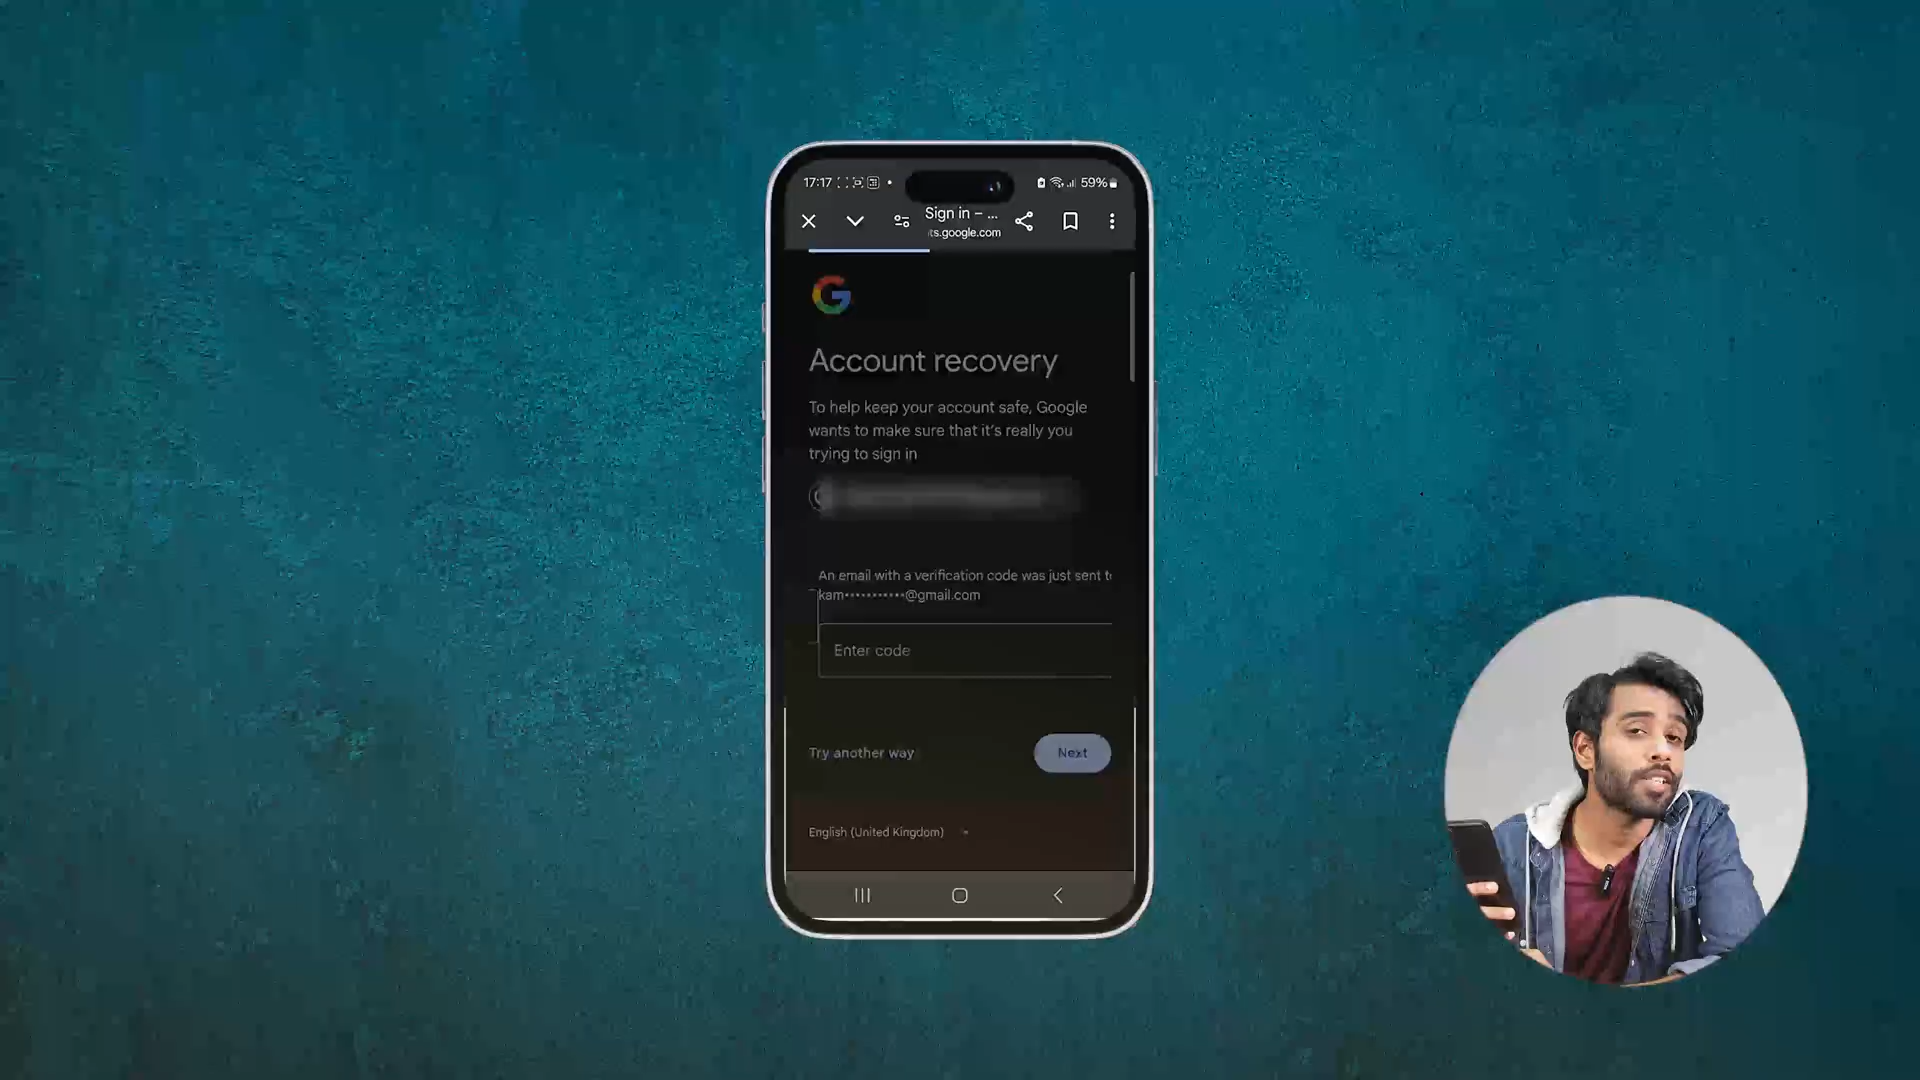 17:17
59%
Sign in – ...
ts.google.com
Account recovery
To help keep your account safe, Google
wants to make sure that it's really you
trying to sign in
An email with a verification code was just sent t
kam•••••••••••@gmail.com
Enter code
Try another way
Next
English (United Kingdom)